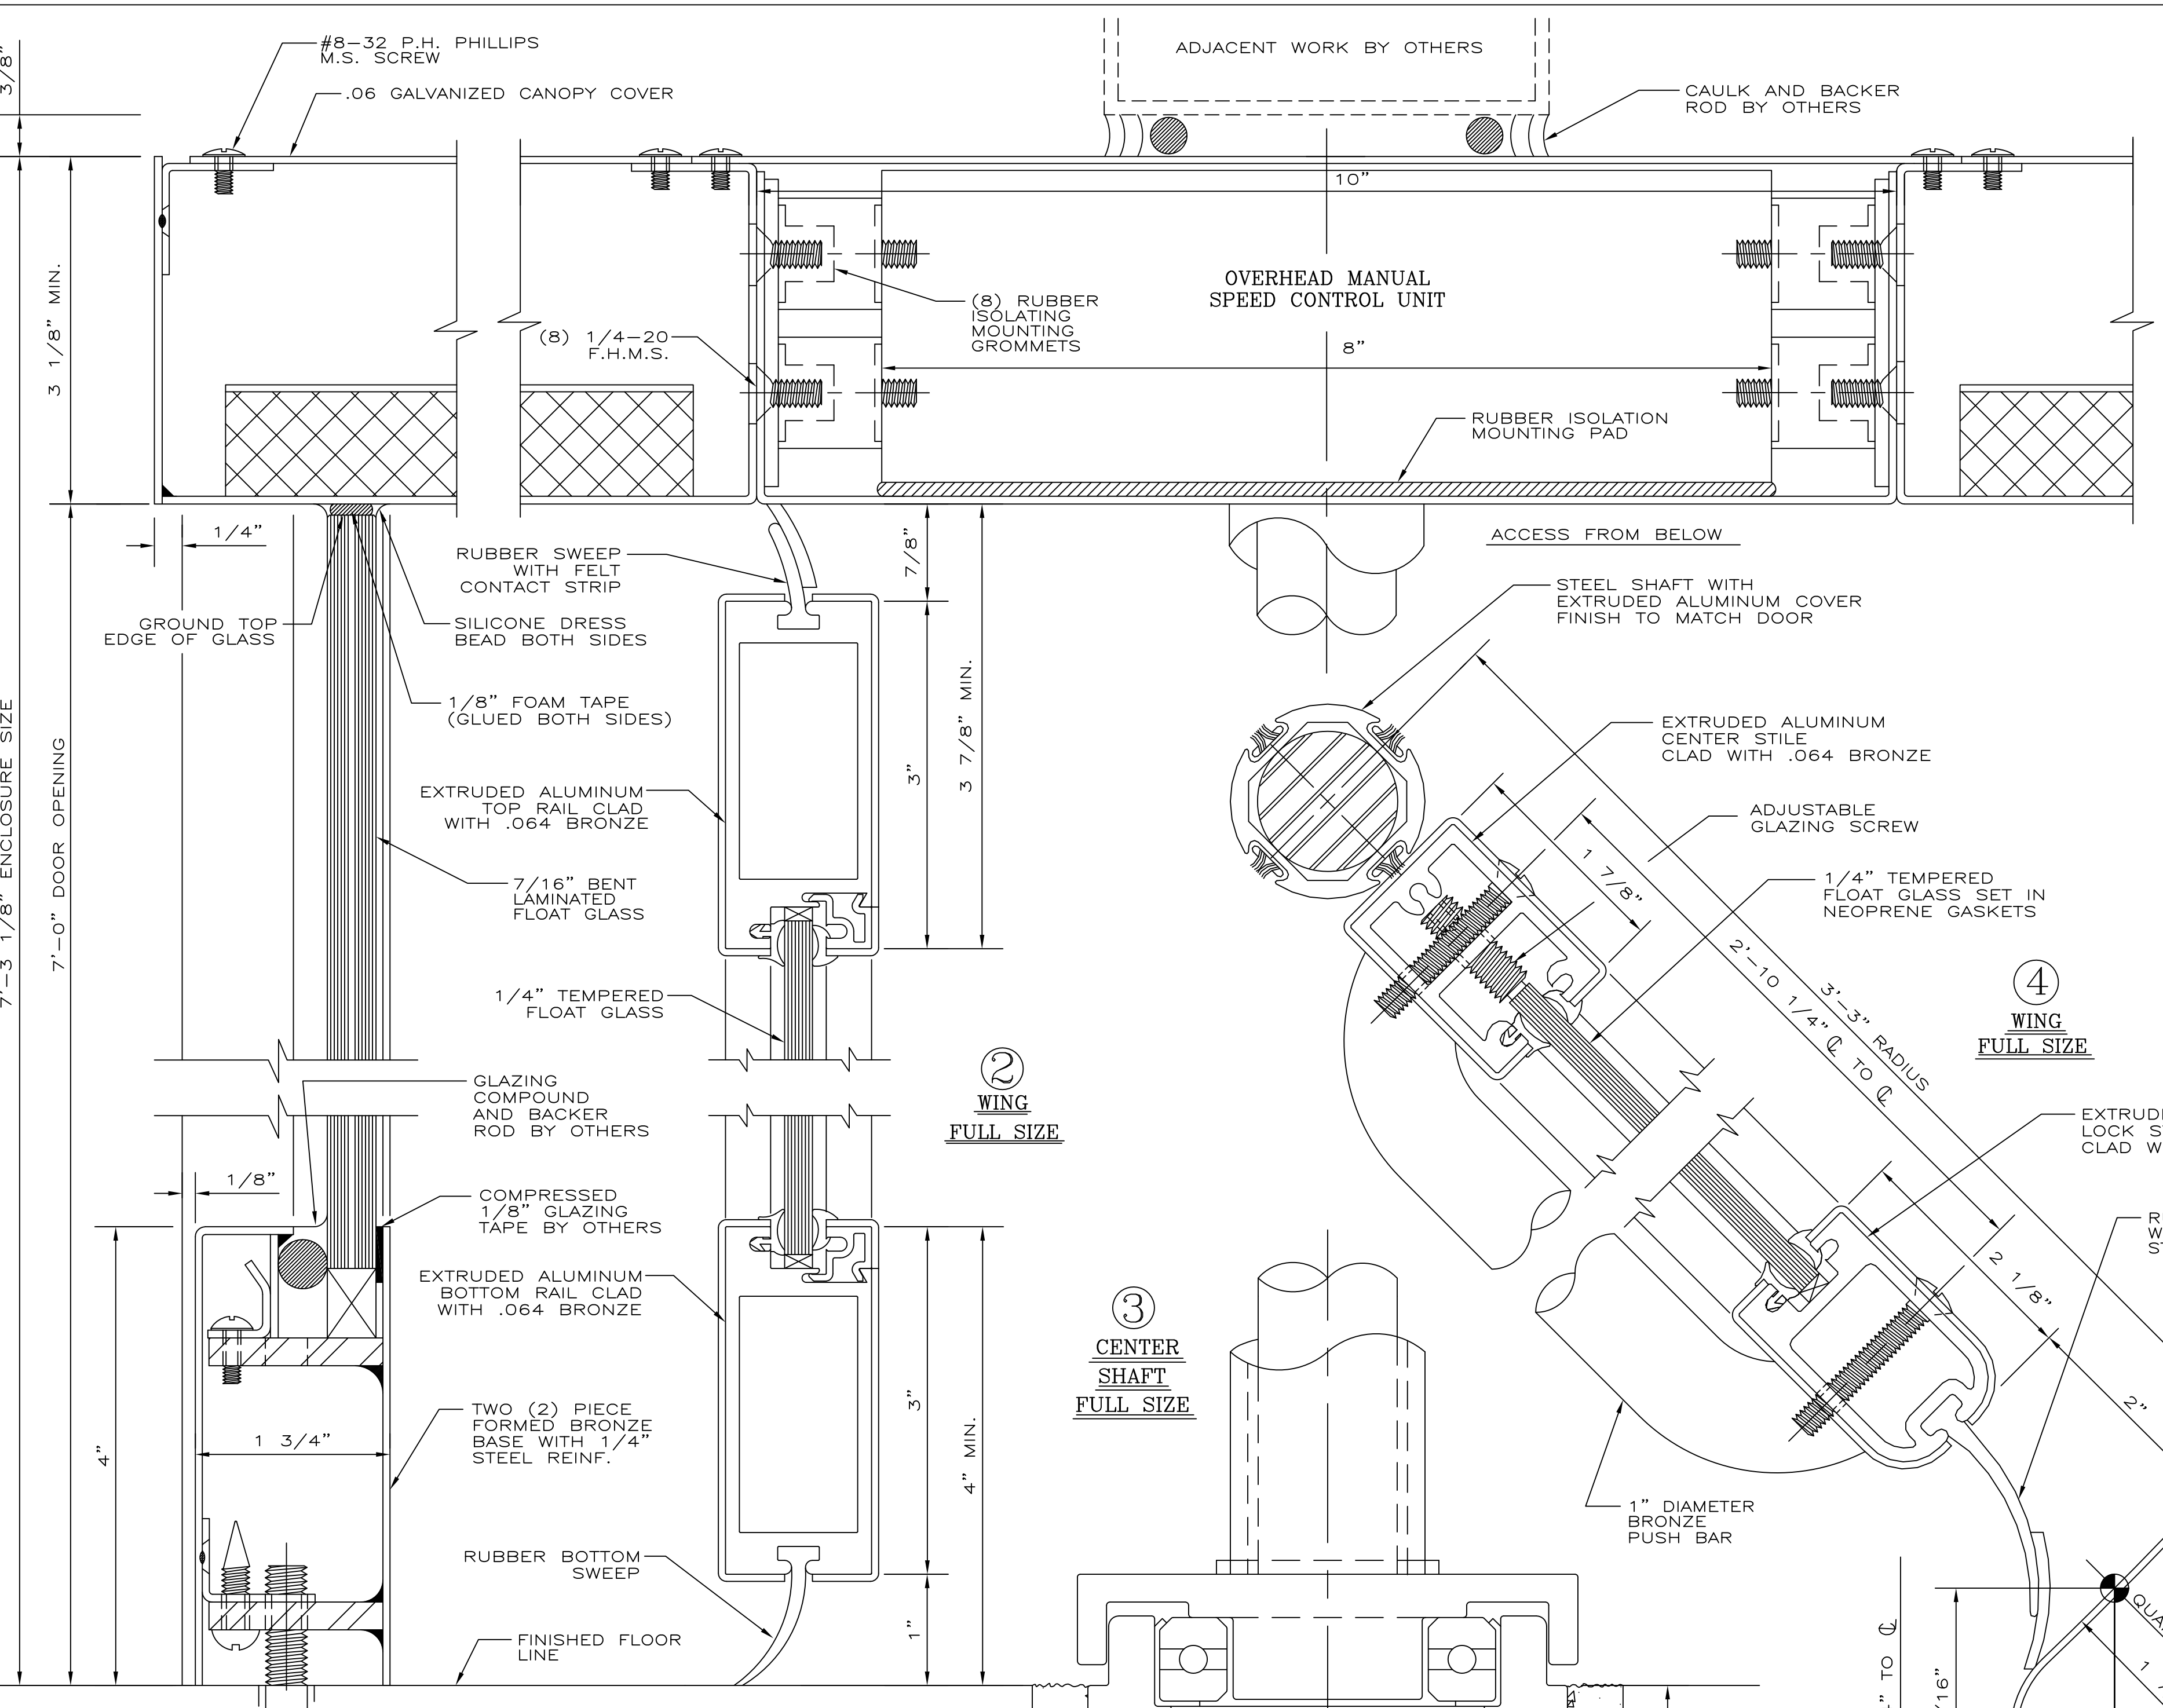 3/8"
#8-32 P.H. PHILLIPS
M.S. SCREW
.06 GALVANIZED CANOPY COVER
ADJACENT WORK BY OTHERS
CAULK AND BACKER
ROD BY OTHERS
3 1/8" MIN.
10"
OVERHEAD MANUAL
SPEED CONTROL UNIT
(8) RUBBER
ISOLATING
MOUNTING
GROMMETS
(8) 1/4-20
F.H.M.S.
8"
RUBBER ISOLATION
MOUNTING PAD
1/4"
RUBBER SWEEP
WITH FELT
CONTACT STRIP
7/8"
ACCESS FROM BELOW
STEEL SHAFT WITH
EXTRUDED ALUMINUM COVER
FINISH TO MATCH DOOR
GROUND TOP
EDGE OF GLASS
SILICONE DRESS
BEAD BOTH SIDES
1/8" FOAM TAPE
(GLUED BOTH SIDES)
7'-3 1/8" ENCLOSURE SIZE
7'-0" DOOR OPENING
EXTRUDED ALUMINUM
TOP RAIL CLAD
WITH .064 BRONZE
3"
3 7/8" MIN.
EXTRUDED ALUMINUM
CENTER STILE
CLAD WITH .064 BRONZE
ADJUSTABLE
GLAZING SCREW
7/16" BENT
LAMINATED
FLOAT GLASS
1 7/8"
1/4" TEMPERED
FLOAT GLASS SET IN
NEOPRENE GASKETS
1/4" TEMPERED
FLOAT GLASS
2'-10 1/4" ℄ TO ℄
3'-3" RADIUS
4
WING
FULL SIZE
2
WING
FULL SIZE
GLAZING
COMPOUND
AND BACKER
ROD BY OTHERS
EXTRUD
LOCK S
CLAD W
1/8"
COMPRESSED
1/8" GLAZING
TAPE BY OTHERS
R
W
S
EXTRUDED ALUMINUM
BOTTOM RAIL CLAD
WITH .064 BRONZE
2 1/8"
3
CENTER
SHAFT
FULL SIZE
2"
4"
1 3/4"
TWO (2) PIECE
FORMED BRONZE
BASE WITH 1/4"
STEEL REINF.
3"
4" MIN.
1" DIAMETER
BRONZE
PUSH BAR
RUBBER BOTTOM
SWEEP
1"
FINISHED FLOOR
LINE
" TO ℄
/16"
QUA
1